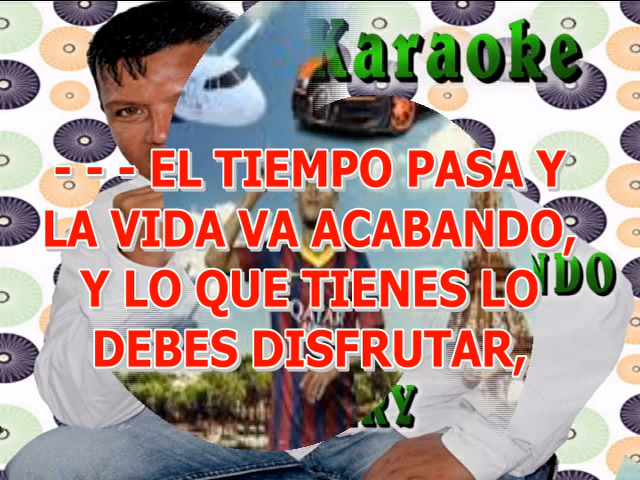 Karaoke
- - - EL TIEMPO PASA Y
LA VIDA VA ACABANDO,
Y LO QUE TIENES LO
DEBES DISFRUTAR,